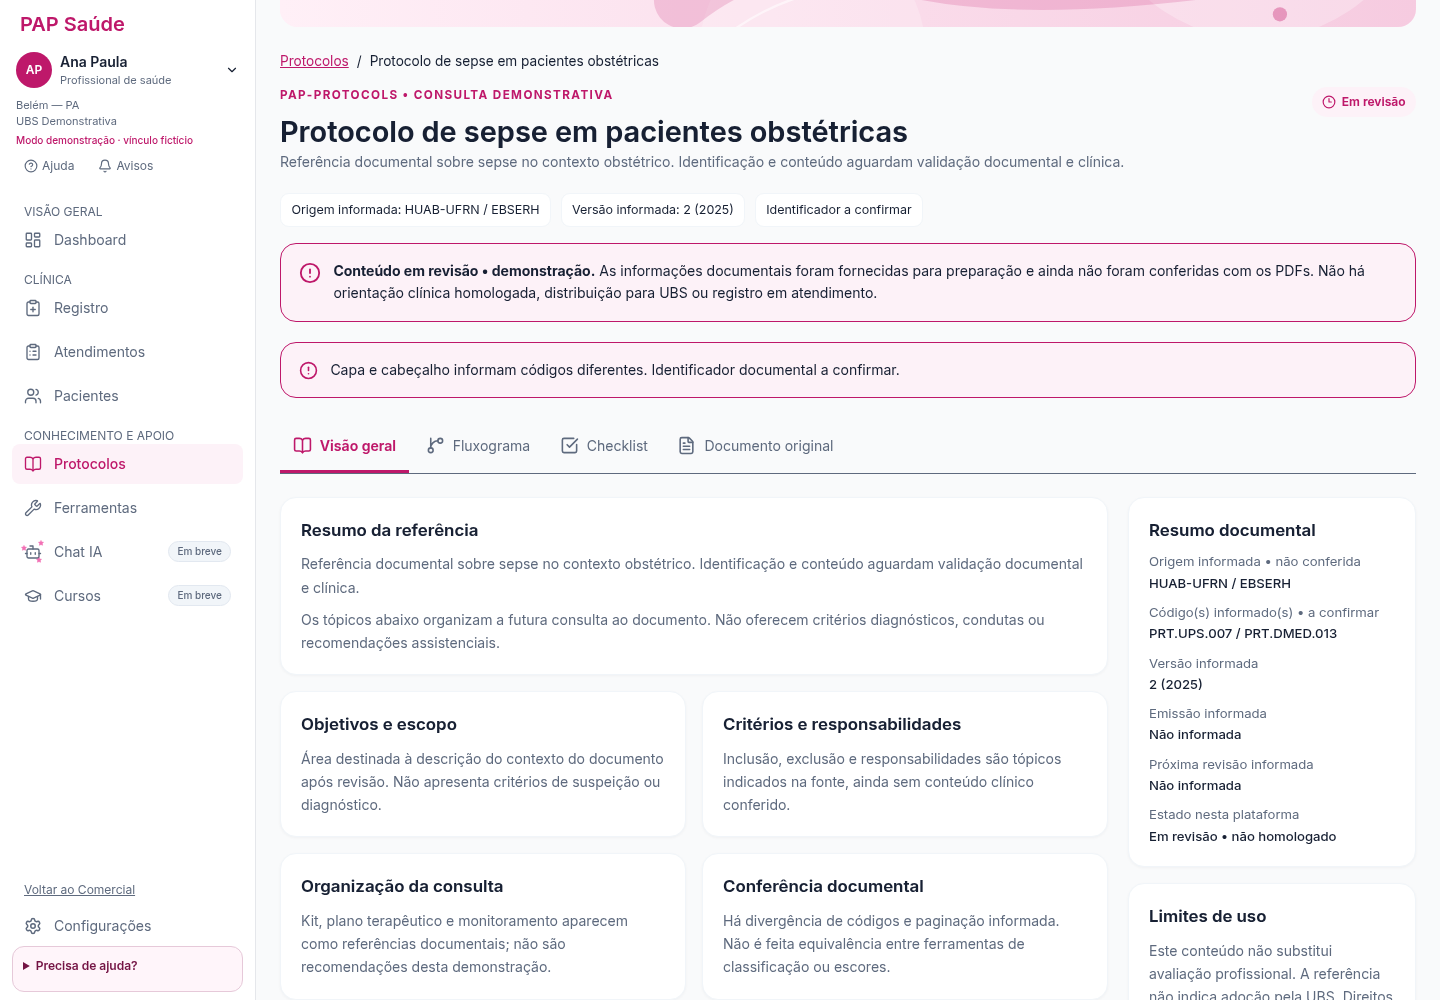 PAP Saúde
AP
Ana Paula
Profissional de saúde
Belém — PA
UBS Demonstrativa
Modo demonstração · vínculo fictício
Ajuda
Avisos
VISÃO GERAL
Dashboard
CLÍNICA
Registro
Atendimentos
Pacientes
CONHECIMENTO E APOIO
Protocolos
Ferramentas
Chat IA
Em breve
Cursos
Em breve
Voltar ao Comercial
Configurações
Precisa de ajuda?
Protocolos / Protocolo de sepse em pacientes obstétricas
PAP-PROTOCOLS • CONSULTA DEMONSTRATIVA
Em revisão
Protocolo de sepse em pacientes obstétricas
Referência documental sobre sepse no contexto obstétrico. Identificação e conteúdo aguardam validação documental e clínica.
Origem informada: HUAB-UFRN / EBSERH
Versão informada: 2 (2025)
Identificador a confirmar
Conteúdo em revisão • demonstração. As informações documentais foram fornecidas para preparação e ainda não foram conferidas com os PDFs. Não há
orientação clínica homologada, distribuição para UBS ou registro em atendimento.
Capa e cabeçalho informam códigos diferentes. Identificador documental a confirmar.
Visão geral
Fluxograma
Checklist
Documento original
Resumo da referência
Referência documental sobre sepse no contexto obstétrico. Identificação e conteúdo aguardam validação documental
e clínica.
Os tópicos abaixo organizam a futura consulta ao documento. Não oferecem critérios diagnósticos, condutas ou
recomendações assistenciais.
Objetivos e escopo
Área destinada à descrição do contexto do documento
após revisão. Não apresenta critérios de suspeição ou
diagnóstico.
Critérios e responsabilidades
Inclusão, exclusão e responsabilidades são tópicos
indicados na fonte, ainda sem conteúdo clínico
conferido.
Organização da consulta
Kit, plano terapêutico e monitoramento aparecem
como referências documentais; não são
recomendações desta demonstração.
Conferência documental
Há divergência de códigos e paginação informada.
Não é feita equivalência entre ferramentas de
classificação ou escores.
Resumo documental
Origem informada • não conferida
HUAB-UFRN / EBSERH
Código(s) informado(s) • a confirmar
PRT.UPS.007 / PRT.DMED.013
Versão informada
2 (2025)
Emissão informada
Não informada
Próxima revisão informada
Não informada
Estado nesta plataforma
Em revisão • não homologado
Limites de uso
Este conteúdo não substitui
avaliação profissional. A referência
não indica adoção pela UBS. Direitos